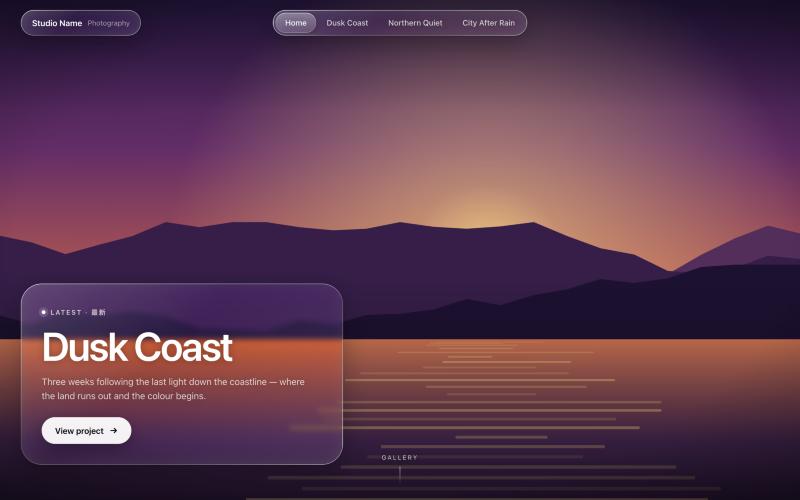 Studio Name Photography
Home Dusk Coast Northern Quiet City After Rain
LATEST · 最新
Dusk Coast
Three weeks following the last light down the coastline — where
the land runs out and the colour begins.
View project →
GALLERY